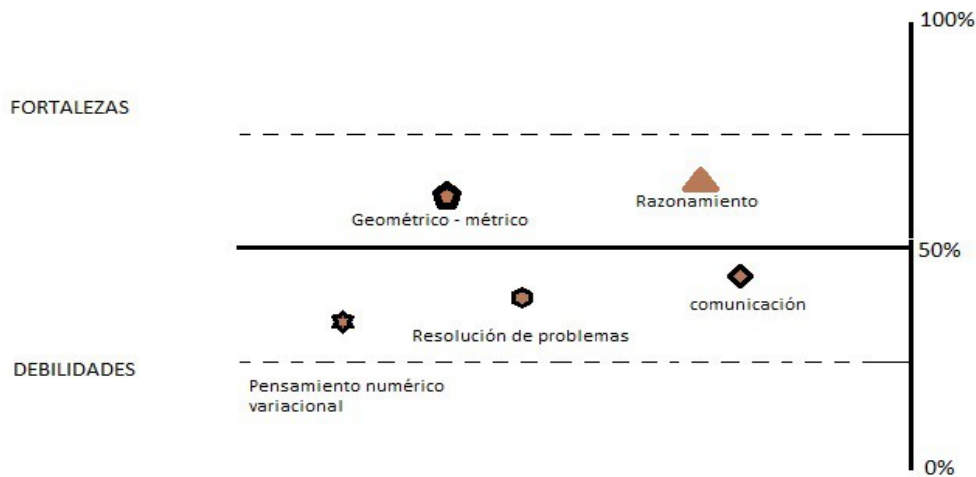 100%
FORTALEZAS
Razonamiento
Geométrico - métrico
50%
comunicación
Resolución de problemas
DEBILIDADES
Pensamiento numérico
variacional
0%